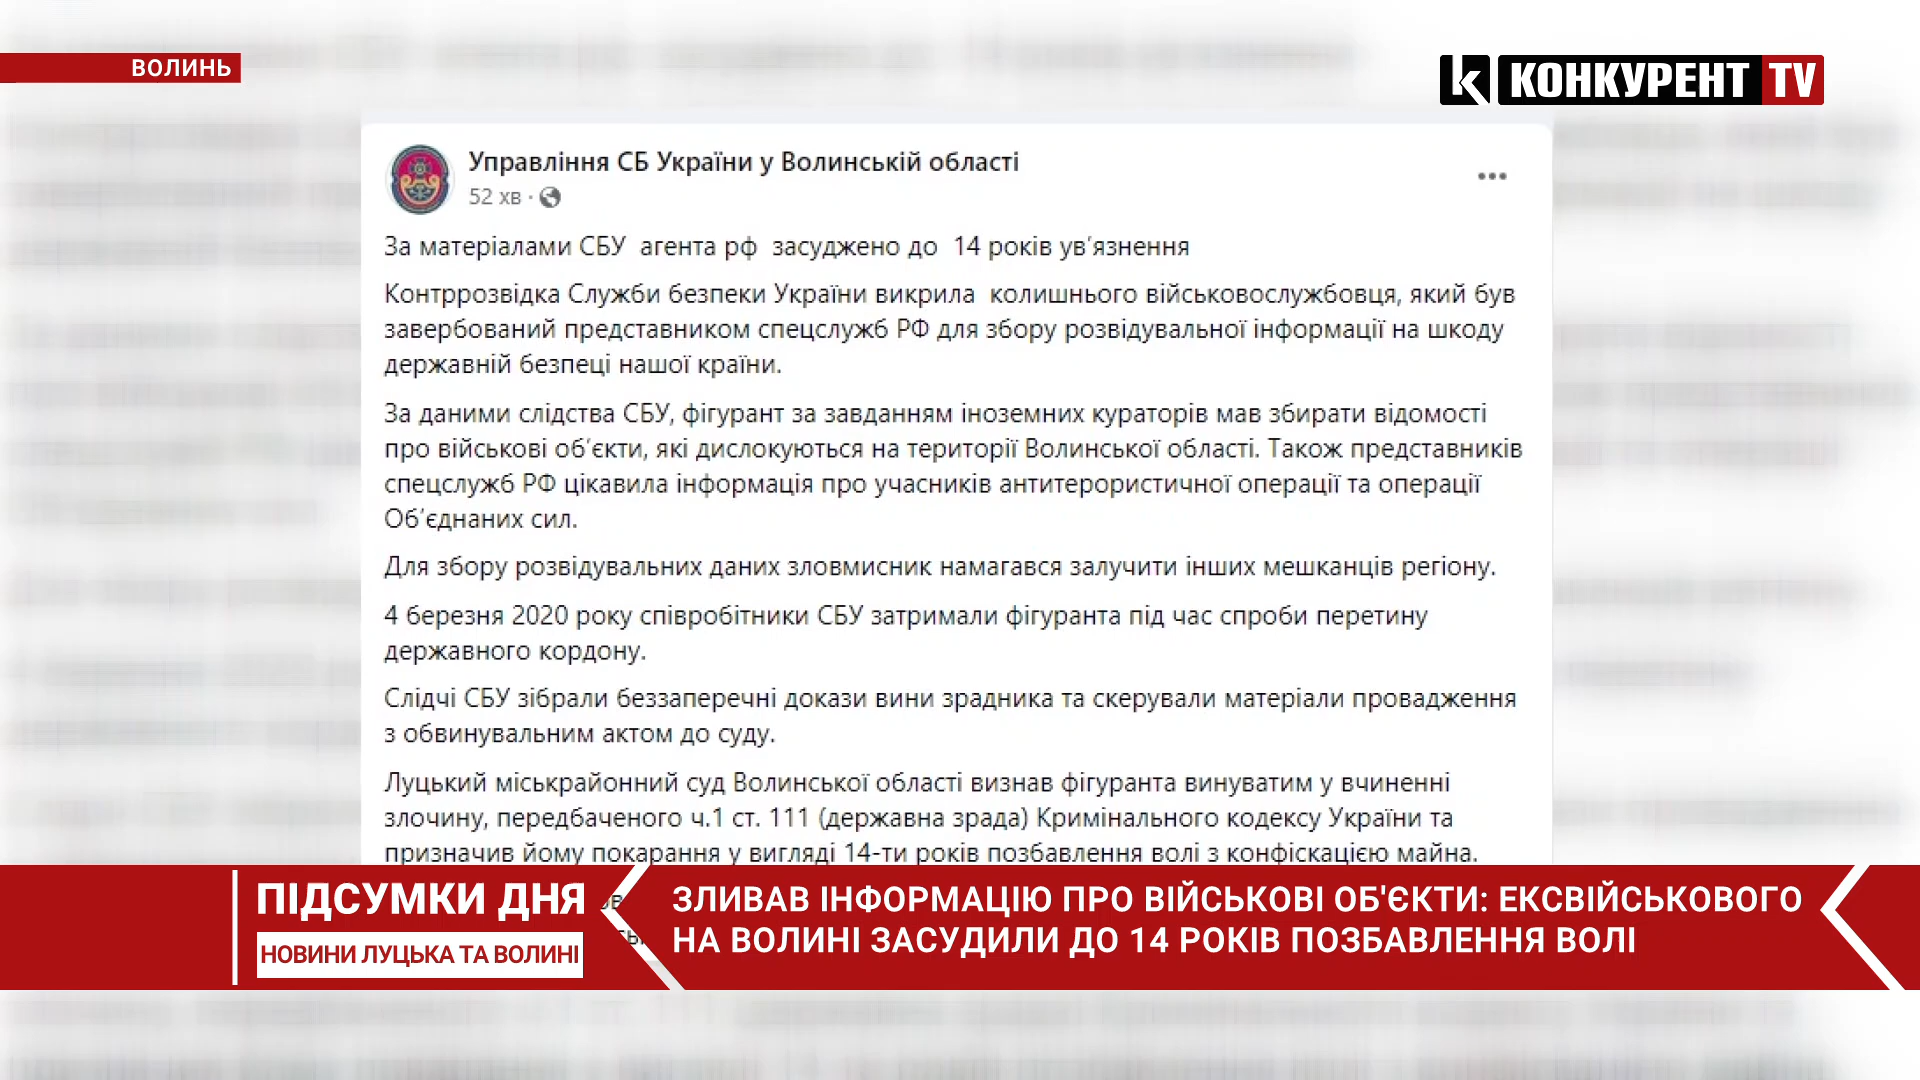 ВОЛИНЬ
k КОНКУРЕНТ TV
Управління СБ України у Волинській області
52 хв ·
За матеріалами СБУ агента рф засуджено до 14 років ув’язнення
Контррозвідка Служби безпеки України викрила колишнього військовослужбовця, який був
завербований представником спецслужб РФ для збору розвідувальної інформації на шкоду
державній безпеці нашої країни.
За даними слідства СБУ, фігурант за завданням іноземних кураторів мав збирати відомості
про військові об’єкти, які дислокуються на території Волинської області. Також представників
спецслужб РФ цікавила інформація про учасників антитерористичної операції та операції
Об’єднаних сил.
Для збору розвідувальних даних зловмисник намагався залучити інших мешканців регіону.
4 березня 2020 року співробітники СБУ затримали фігуранта під час спроби перетину
державного кордону.
Слідчі СБУ зібрали беззаперечні докази вини зрадника та скерували матеріали провадження
з обвинувальним актом до суду.
Луцький міськрайонний суд Волинської області визнав фігуранта винуватим у вчиненні
злочину, передбаченого ч.1 ст. 111 (державна зрада) Кримінального кодексу України та
призначив йому покарання у вигляді 14-ти років позбавлення волі з конфіскацією майна.
ПІДСУМКИ ДНЯ
НОВИНИ ЛУЦЬКА ТА ВОЛИНІ
ЗЛИВАВ ІНФОРМАЦІЮ ПРО ВІЙСЬКОВІ ОБ'ЄКТИ: ЕКСВІЙСЬКОВОГО
НА ВОЛИНІ ЗАСУДИЛИ ДО 14 РОКІВ ПОЗБАВЛЕННЯ ВОЛІ